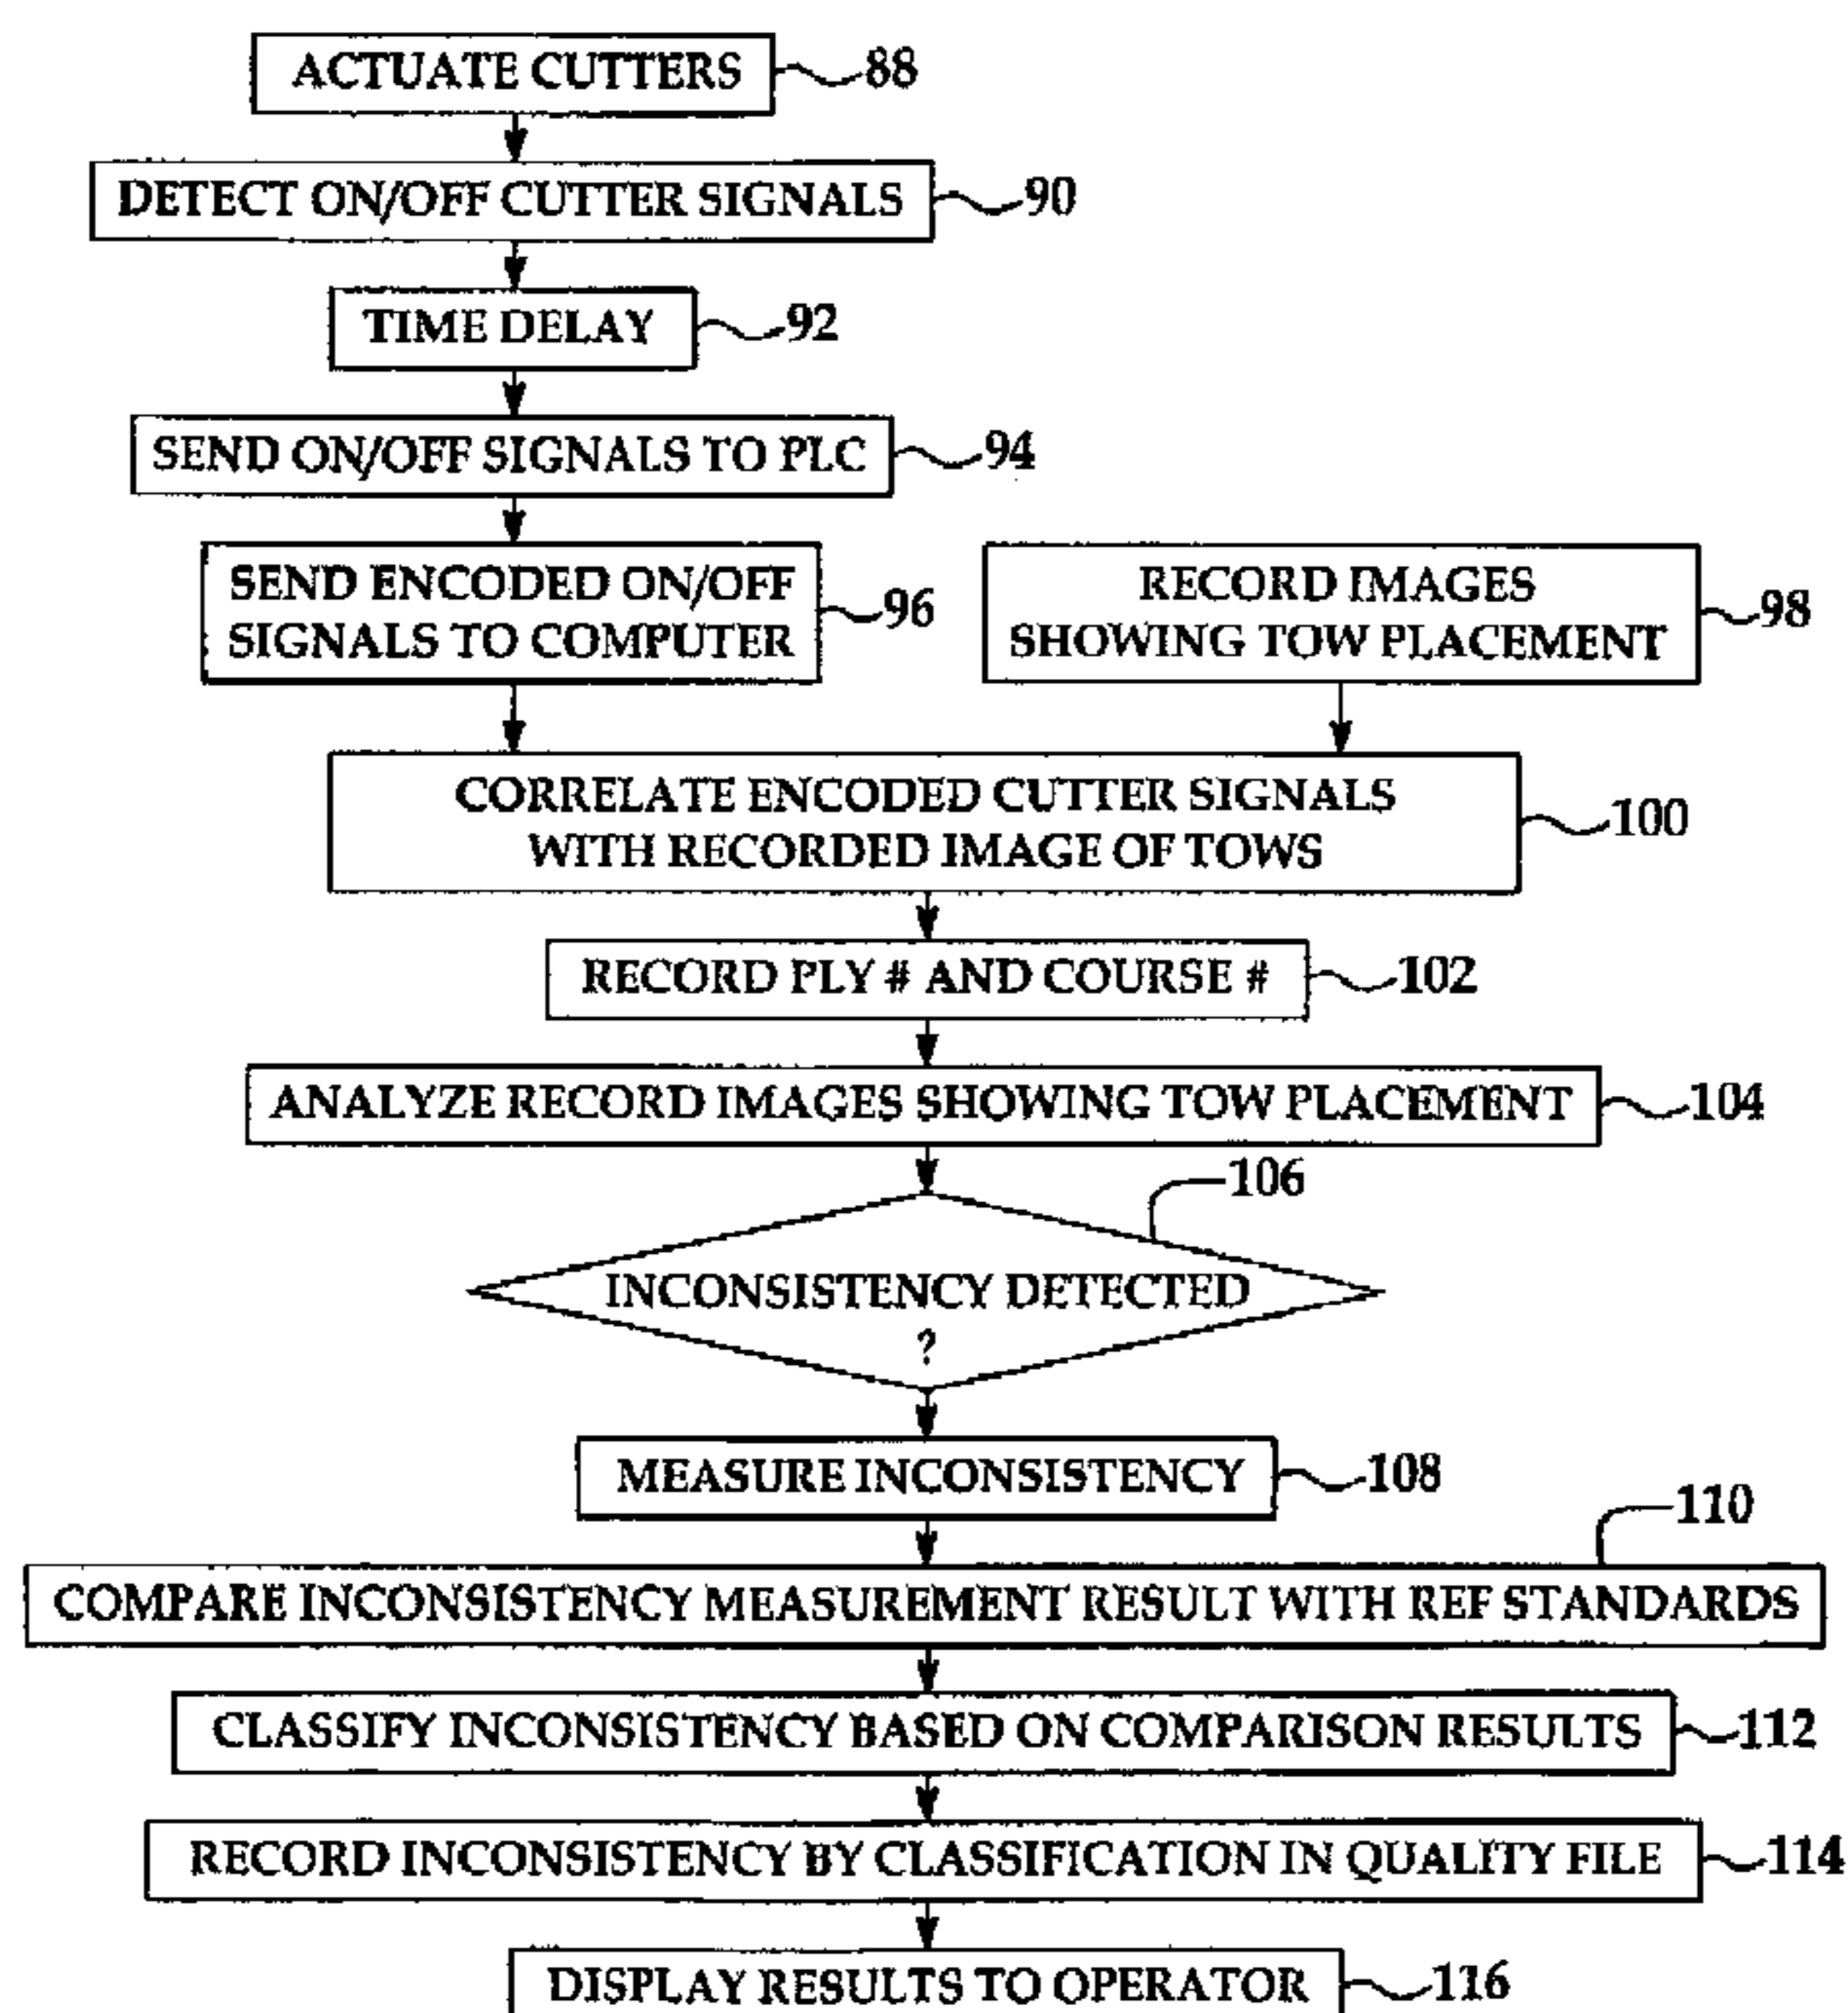 ACTUATE CUTTERS 88
DETECT ON/OFF CUTTER SIGNALS 90
TIME DELAY 92
SEND ON/OFF SIGNALS TO PLC 94
SEND ENCODED ON/OFF
SIGNALS TO COMPUTER
96
RECORD IMAGES
SHOWING TOW PLACEMENT
98
CORRELATE ENCODED CUTTER SIGNALS
WITH RECORDED IMAGE OF TOWS
100
RECORD PLY # AND COURSE # 102
ANALYZE RECORD IMAGES SHOWING TOW PLACEMENT 104
106
INCONSISTENCY DETECTED
?
MEASURE INCONSISTENCY 108
110
COMPARE INCONSISTENCY MEASUREMENT RESULT WITH REF STANDARDS
CLASSIFY INCONSISTENCY BASED ON COMPARISON RESULTS 112
RECORD INCONSISTENCY BY CLASSIFICATION IN QUALITY FILE 114
DISPLAY RESULTS TO OPERATOR 116